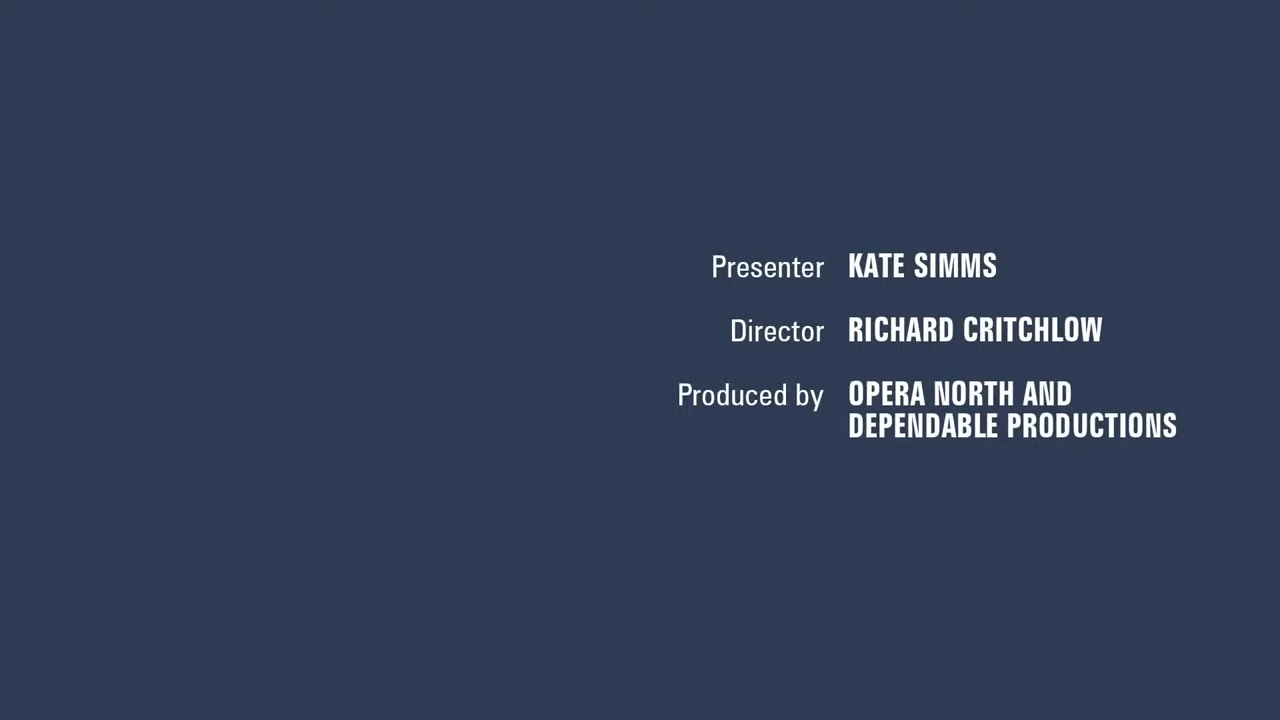 Presenter KATE SIMMS
Director RICHARD CRITCHLOW
Produced by OPERA NORTH AND
DEPENDABLE PRODUCTIONS